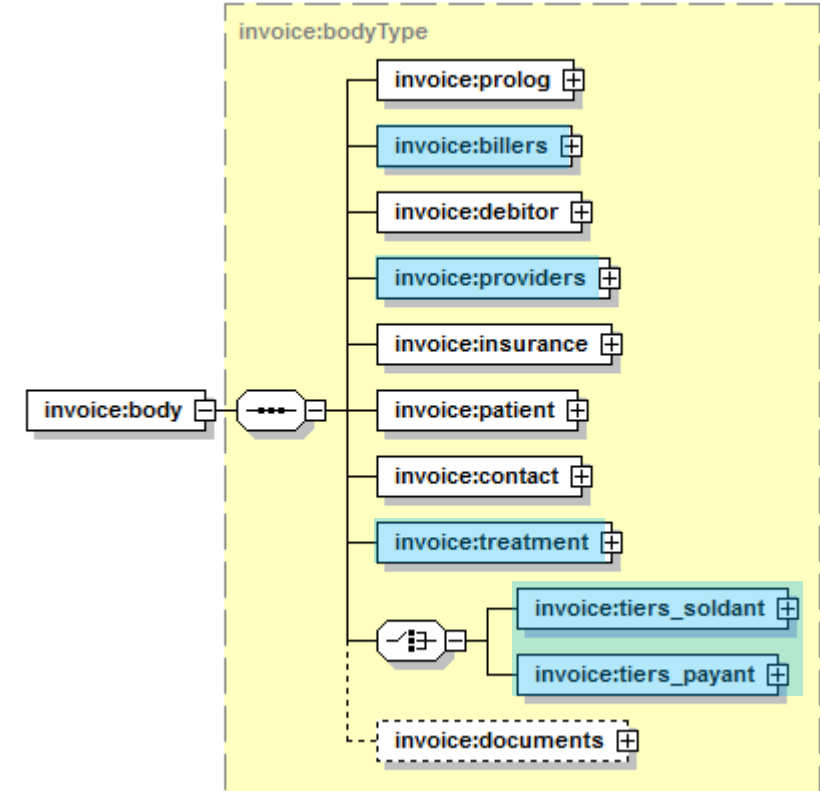 invoice:bodyType
invoice:prolog
invoice:billers
invoice:debitor
invoice:providers
invoice:insurance
invoice:body
invoice:patient
invoice:contact
invoice:treatment
invoice:tiers_soldant
invoice:tiers_payant
invoice:documents